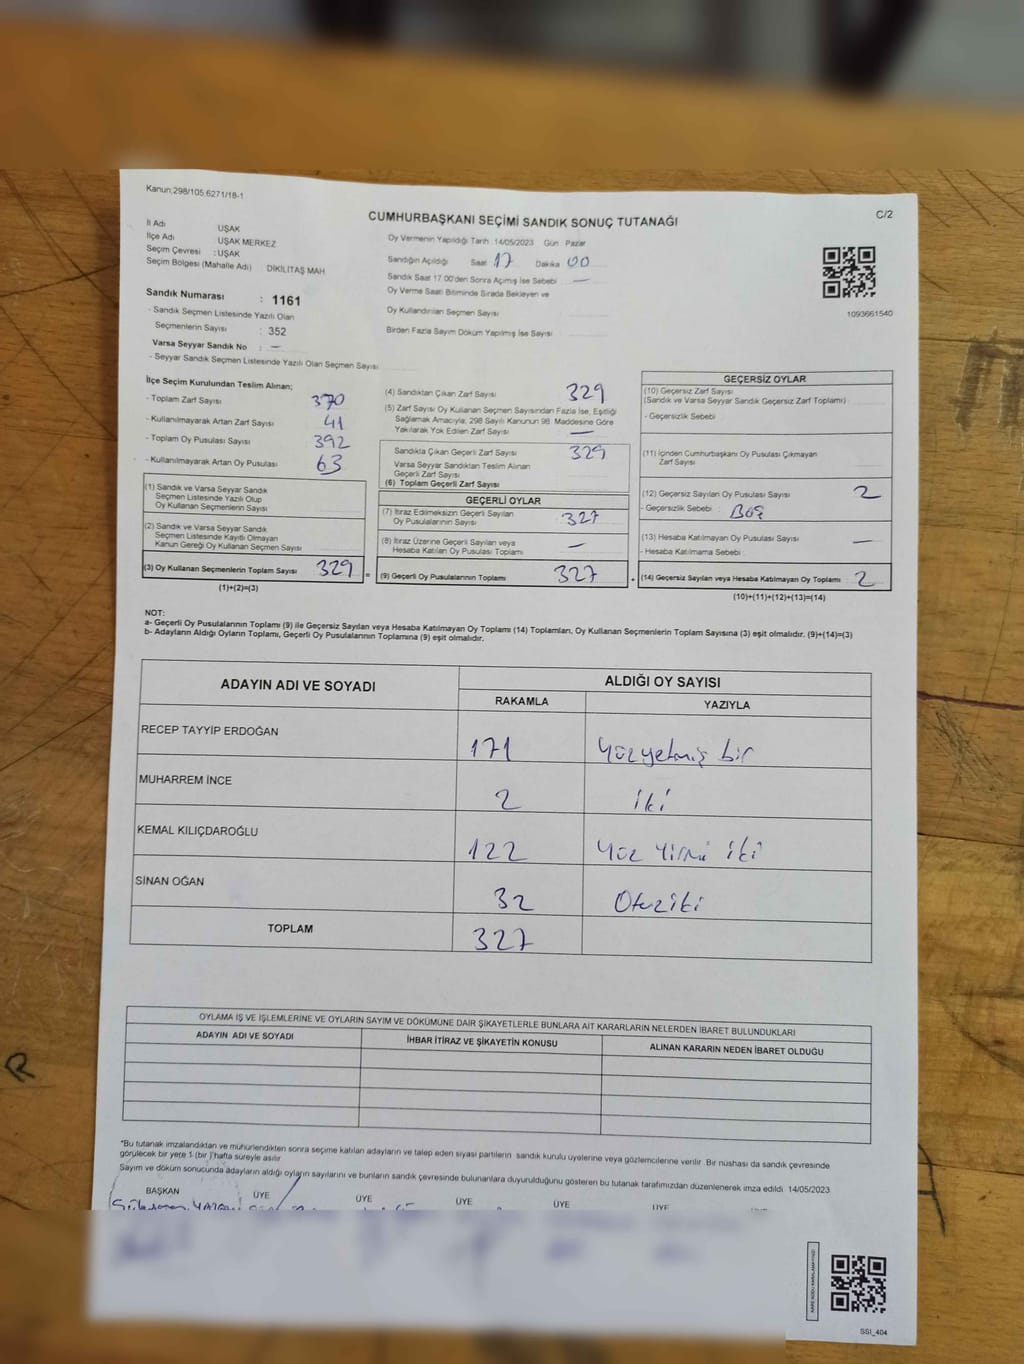 Kanun,298/105,6271/18-1
C/2
CUMHURBAŞKANI SEÇİMİ SANDIK SONUÇ TUTANAĞI
İl Adı UŞAK
İlçe Adı UŞAK MERKEZ
Seçim Çevresi :UŞAK
Seçim Bölgesi (Mahalle Adı) : DİKİLİTAŞ MAH
Sandık Numarası : 1161
- Sandık Seçmen Listesinde Yazılı Olan
Seçmenlerin Sayısı : 352
Varsa Seyyar Sandık No : —
- Seyyar Sandık Seçmen Listesinde Yazılı Olan Seçmen Sayısı
Oy Vermenin Yapıldığı Tarih 14/05/2023 Gün Pazar
Sandığın Açıldığı Saat 17 Dakika 00
Sandık Saat 17.00'den Sonra Açımış İse Sebebi —
Oy Verme Saati Bitiminde Sırada Bekleyen ve
Oy Kullandırılan Seçmen Sayısı
Birden Fazla Sayım Döküm Yapılmış İse Sayısı
1093661540
İlçe Seçim Kurulundan Teslim Alınan;
- Toplam Zarf Sayısı 370
- Kullanılmayarak Artan Zarf Sayısı 41
- Toplam Oy Pusulası Sayısı 392
- Kullanılmayarak Artan Oy Pusulası 63
(1) Sandık ve Varsa Seyyar Sandık
Seçmen Listesinde Yazılı Olup
Oy Kullanan Seçmenlerin Sayısı
(2) Sandık ve Varsa Seyyar Sandık
Seçmen Listesinde Kayıtlı Olmayan
Kanun Gereği Oy Kullanan Seçmen Sayısı
(3) Oy Kullanan Seçmenlerin Toplam Sayısı 329
(1)+(2)=(3)
(4) Sandıktan Çıkan Zarf Sayısı 329
(5) Zarf Sayısı Oy Kullanan Seçmen Sayısından Fazla İse, Eşitliği
Sağlamak Amacıyla, 298 Sayılı Kanunun 98. Maddesine Göre
Yakılarak Yok Edilen Zarf Sayısı —
Sandıkta Çıkan Geçerli Zarf Sayısı 329
Varsa Seyyar Sandıktan Teslim Alınan
Geçerli Zarf Sayısı
(6) Toplam Geçerli Zarf Sayısı
GEÇERLİ OYLAR
(7) İtiraz Edilmeksizin Geçerli Sayılan
Oy Pusulalarının Sayısı 327
(8) İtiraz Üzerine Geçerli Sayılan veya
Hesaba Katılan Oy Pusulası Toplamı —
= (9) Geçerli Oy Pusulalarının Toplamı 327
GEÇERSİZ OYLAR
(10) Geçersiz Zarf Sayısı
(Sandık ve Varsa Seyyar Sandık Geçersiz Zarf Toplamı)
- Geçersizlik Sebebi
(11) İçinden Cumhurbaşkanı Oy Pusulası Çıkmayan
Zarf Sayısı
(12) Geçersiz Sayılan Oy Pusulası Sayısı 2
- Geçersizlik Sebebi : Boş
(13) Hesaba Katılmayan Oy Pusulası Sayısı —
- Hesaba Katılmama Sebebi
+ (14) Geçersiz Sayılan veya Hesaba Katılmayan Oy Toplamı 2
(10)+(11)+(12)+(13)=(14)
NOT:
a- Geçerli Oy Pusulasının Toplamı (9) ile Geçersiz Sayılan veya Hesaba Katılmayan Oy Toplamı (14) Toplamları, Oy Kullanan Seçmenlerin Toplam Sayısına (3) eşit olmalıdır. (9)+(14)=(3)
b- Adayların Aldığı Oyların Toplamı, Geçerli Oy Pusulalarının Toplamına (9) eşit olmalıdır.
ADAYIN ADI VE SOYADI
ALDIĞI OY SAYISI
RAKAMLA YAZIYLA
RECEP TAYYİP ERDOĞAN 171 Yüzyetmiş bir
MUHARREM İNCE 2 iki
KEMAL KILIÇDAROĞLU 122 Yüz Yirmi iki
SİNAN OĞAN 32 Otuziki
TOPLAM 327
OYLAMA İŞ VE İŞLEMLERİNE VE OYLARIN SAYIM VE DÖKÜMÜNE DAİR ŞİKAYETLERLE BUNLARA AİT KARARLARIN NELERDEN İBARET BULUNDUKLARI
ADAYIN ADI VE SOYADI İHBAR İTİRAZ VE ŞİKAYETİN KONUSU ALINAN KARARIN NEDEN İBARET OLDUĞU
*Bu tutanak imzalandıktan ve mühürlendikten sonra seçime katılan adayların ve talep eden siyasi partilerin sandık kurulu üyelerine veya gözlemcilerine verilir. Bir nüshası da sandık çevresinde
görülecek bir yere 1 (bir) hafta süreyle asılır
Sayım ve döküm sonucunda adayların aldığı oyların sayılarını ve bunların sandık çevresinde bulunanlara duyurulduğunu gösteren bu tutanak tarafımızdan düzenlenerek imza edildi. 14/05/2023
BAŞKAN ÜYE ÜYE ÜYE ÜYE ÜYE
SSI_404